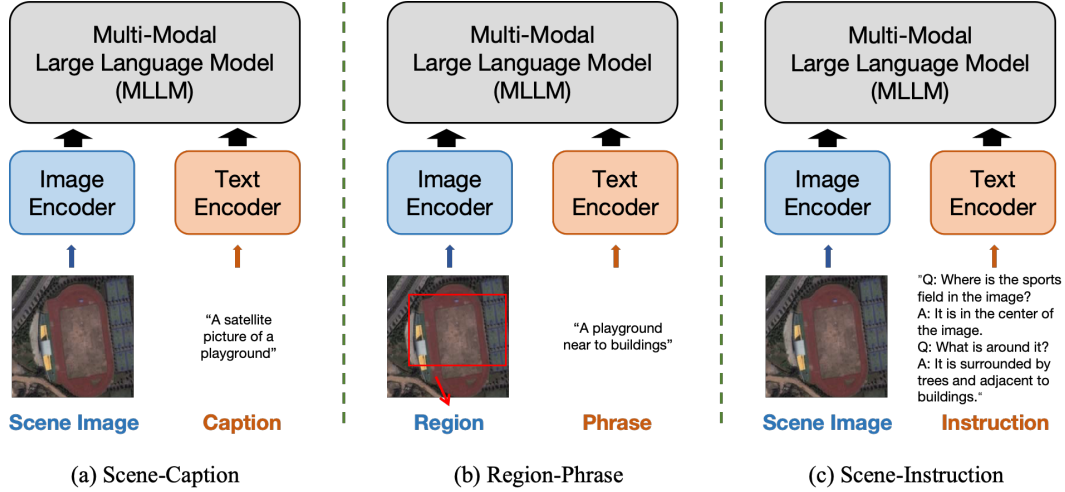 Multi-Modal
Large Language Model
(MLLM)
Image
Encoder
Text
Encoder
“A satellite
picture of a
playground”
Scene Image
Caption
(a) Scene-Caption
Multi-Modal
Large Language Model
(MLLM)
Image
Encoder
Text
Encoder
“A playground
near to buildings”
Region
Phrase
(b) Region-Phrase
Multi-Modal
Large Language Model
(MLLM)
Image
Encoder
Text
Encoder
"Q: Where is the sports
field in the image?
A: It is in the center of
the image.
Q: What is around it?
A: It is surrounded by
trees and adjacent to
buildings."
Scene Image
Instruction
(c) Scene-Instruction